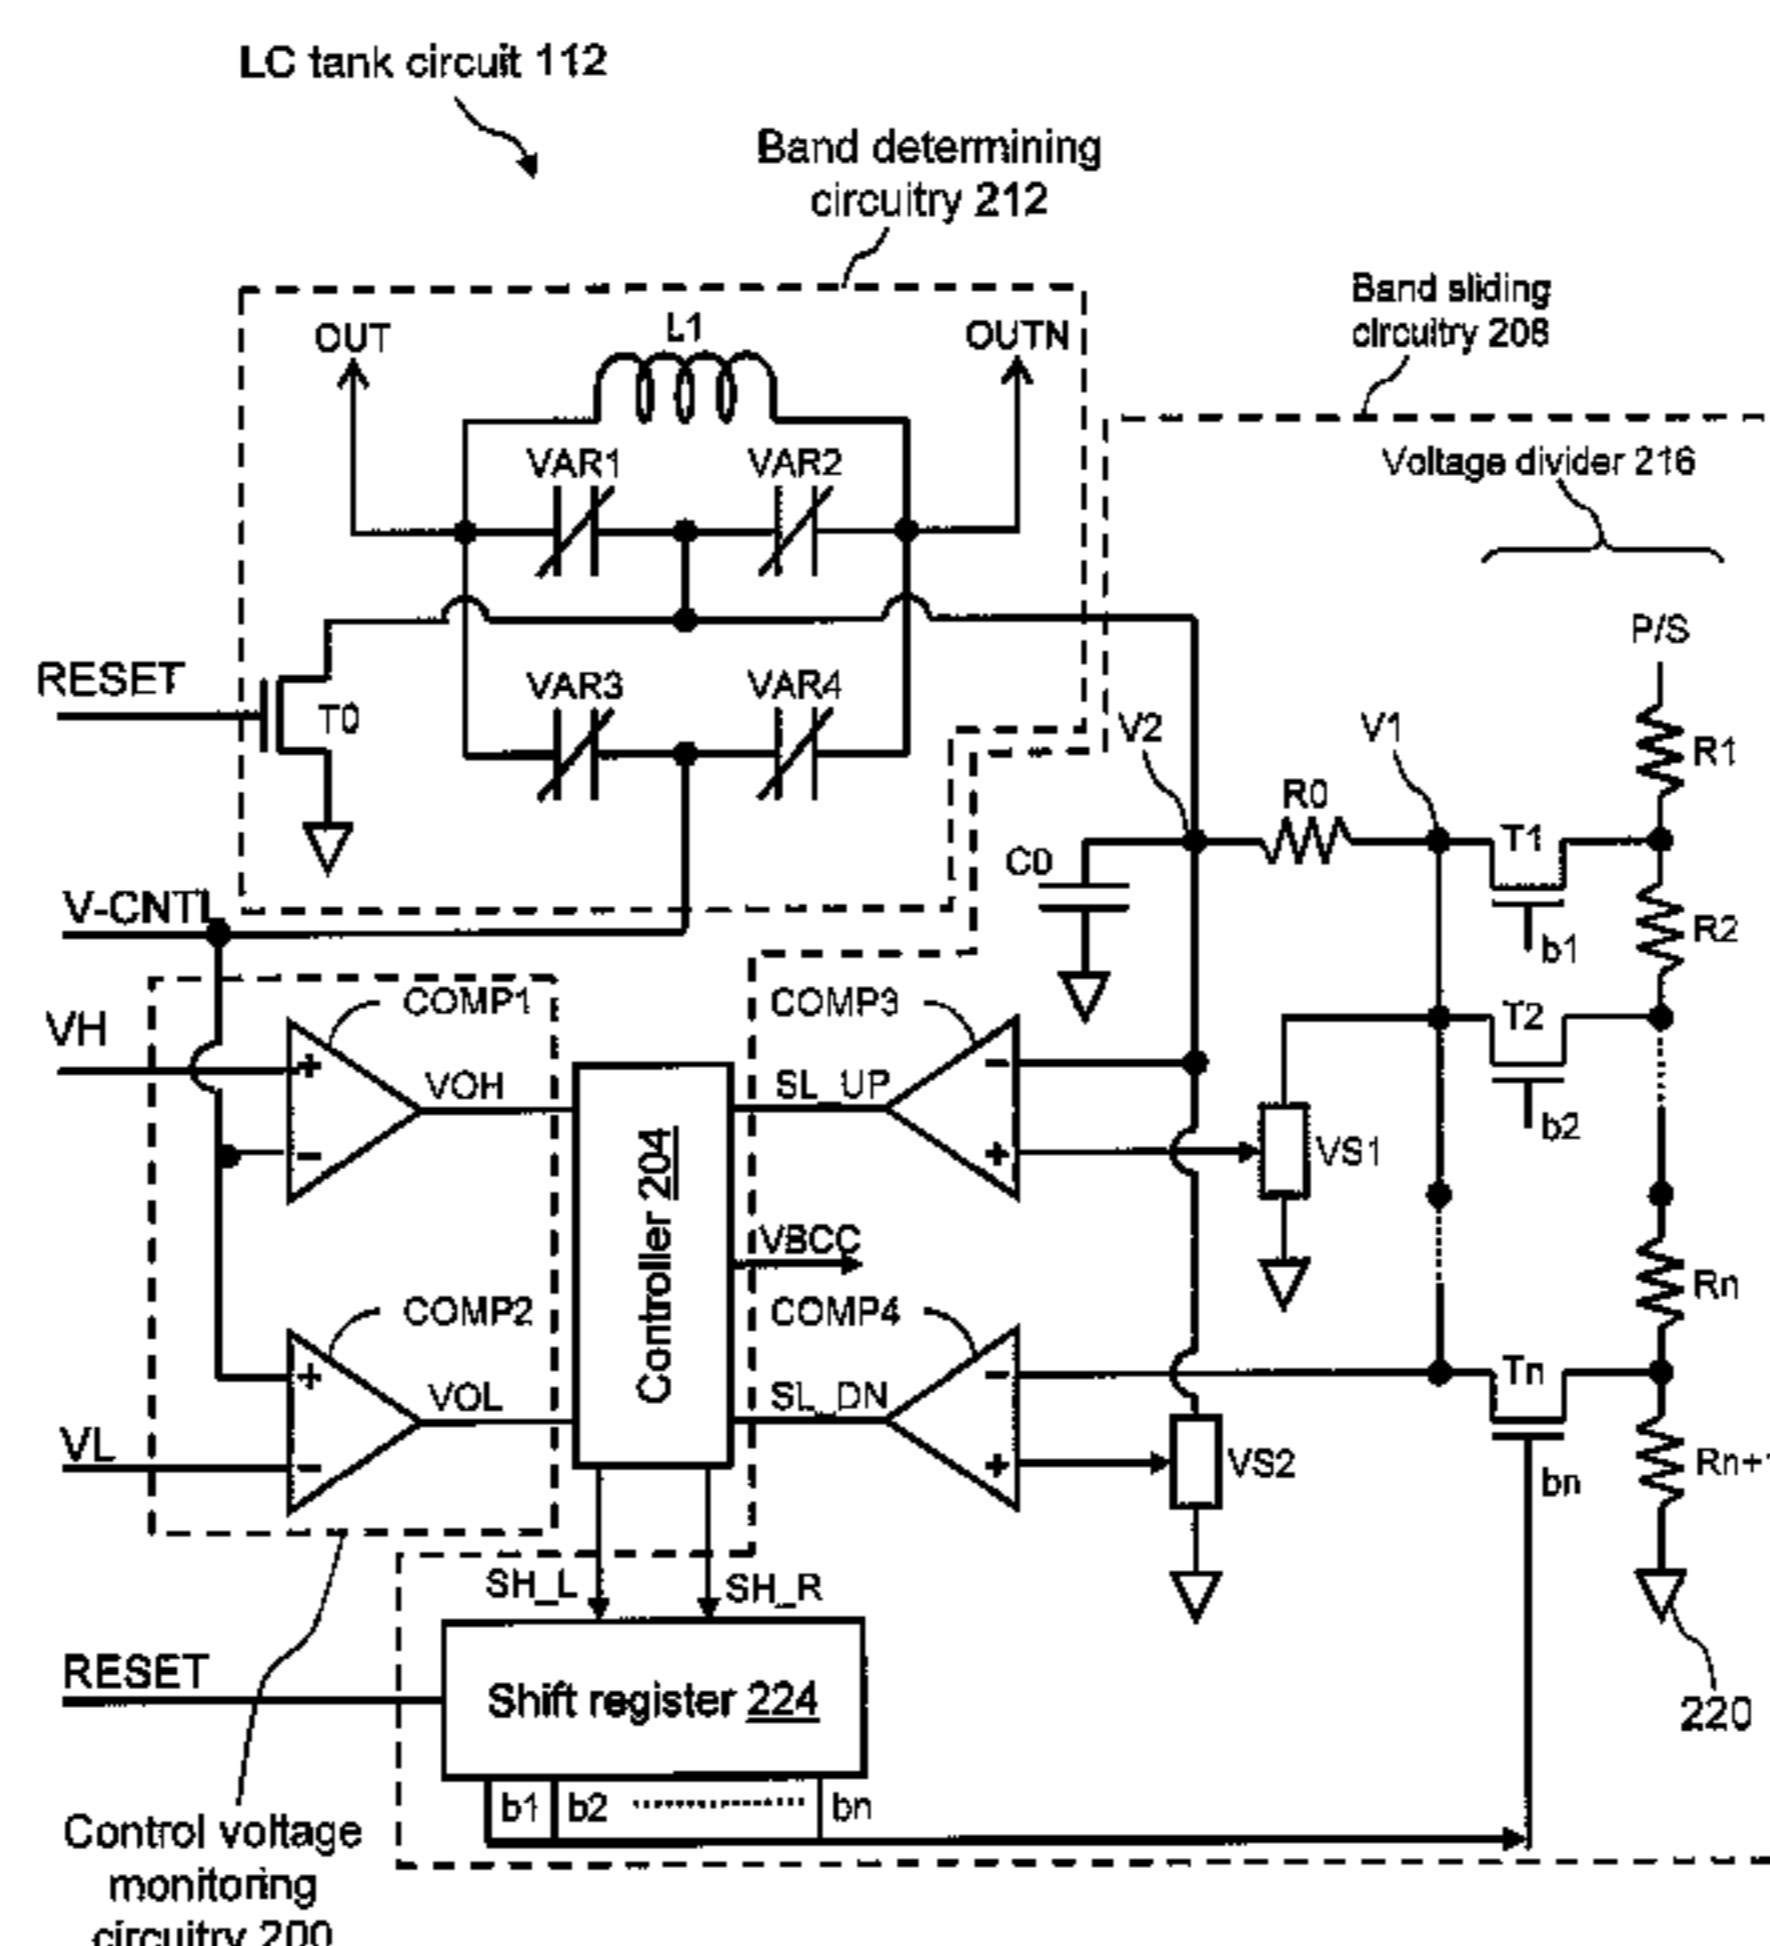 LC tank circuit 112
Band determining
circuitry 212
Band sliding
circuitry 208
OUT
L1
OUTN
Voltage divider 216
VAR1
VAR2
P/S
RESET
T0
VAR3
VAR4
V2
V1
R1
R0
T1
C0
V-CNTL
R2
b1
COMP1
COMP3
VH
T2
+
-
VOH
SL_UP
b2
-
+
VS1
Controller 204
VBCC
Rn
COMP2
COMP4
+
-
Tn
VOL
SL_DN
VL
-
+
VS2
bn
SH_L
SH_R
RESET
Shift register 224
220
b1
b2
bn
Control voltage
monitoring
circuitry 200